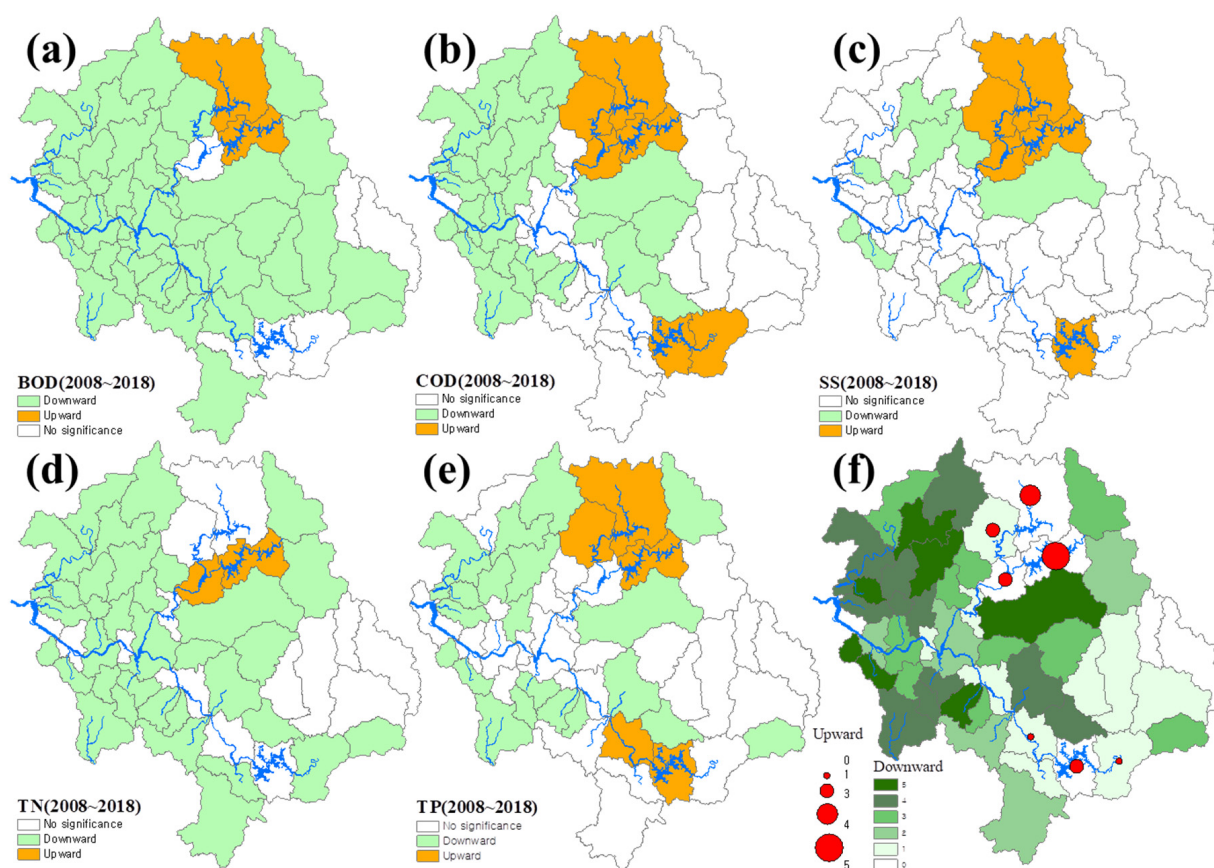 (a)
BOD(2008~2018)
Downward
Upward
No significance
(b)
COD(2008~2018)
No significance
Downward
Upward
(c)
SS(2008~2018)
No significance
Downward
Upward
(d)
TN(2008~2018)
No significance
Downward
Upward
(e)
TP(2008~2018)
No significance
Downward
Upward
(f)
Upward
0
1
3
4
5
Downward
5
4
3
2
1
0